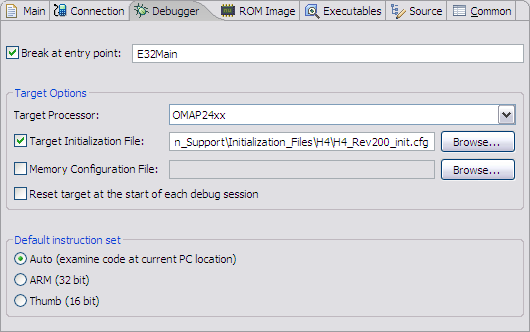 Main Connection Debugger ROM Image Executables Source Common
Break at entry point: E32Main
Target Options
Target Processor: OMAP24xx
Target Initialization File: n_Support\Initialization_Files\H4\H4_Rev200_init.cfg Browse...
Memory Configuration File: Browse...
Reset target at the start of each debug session
Default instruction set
Auto (examine code at current PC location)
ARM (32 bit)
Thumb (16 bit)